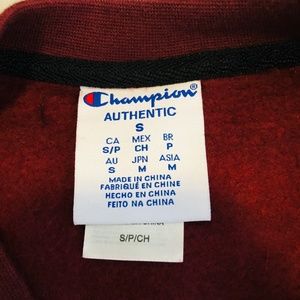 Champion®
AUTHENTIC
S
CA MEX BR
S/P CH P
AU JPN ASIA
S M M
MADE IN CHINA
FABRIQUÉ EN CHINE
HECHO EN CHINA
FEITO NA CHINA
S/P/CH